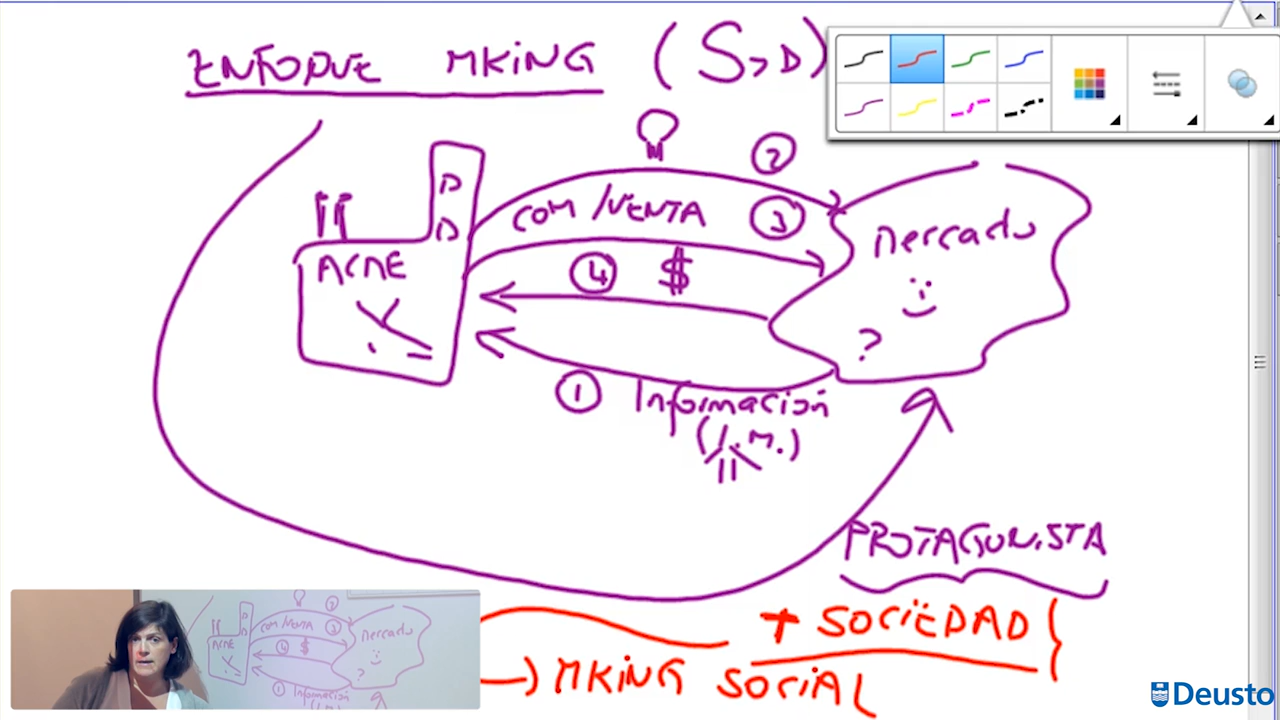 ENFOQUE MKING (S>D)
2
COM/VENTA 3
D
D
mercado
ACME
4 $
?
1 Información
(I.M.)
PROTAGONISTA
+ SOCIEDAD
MKING SOCIAL
Deusto